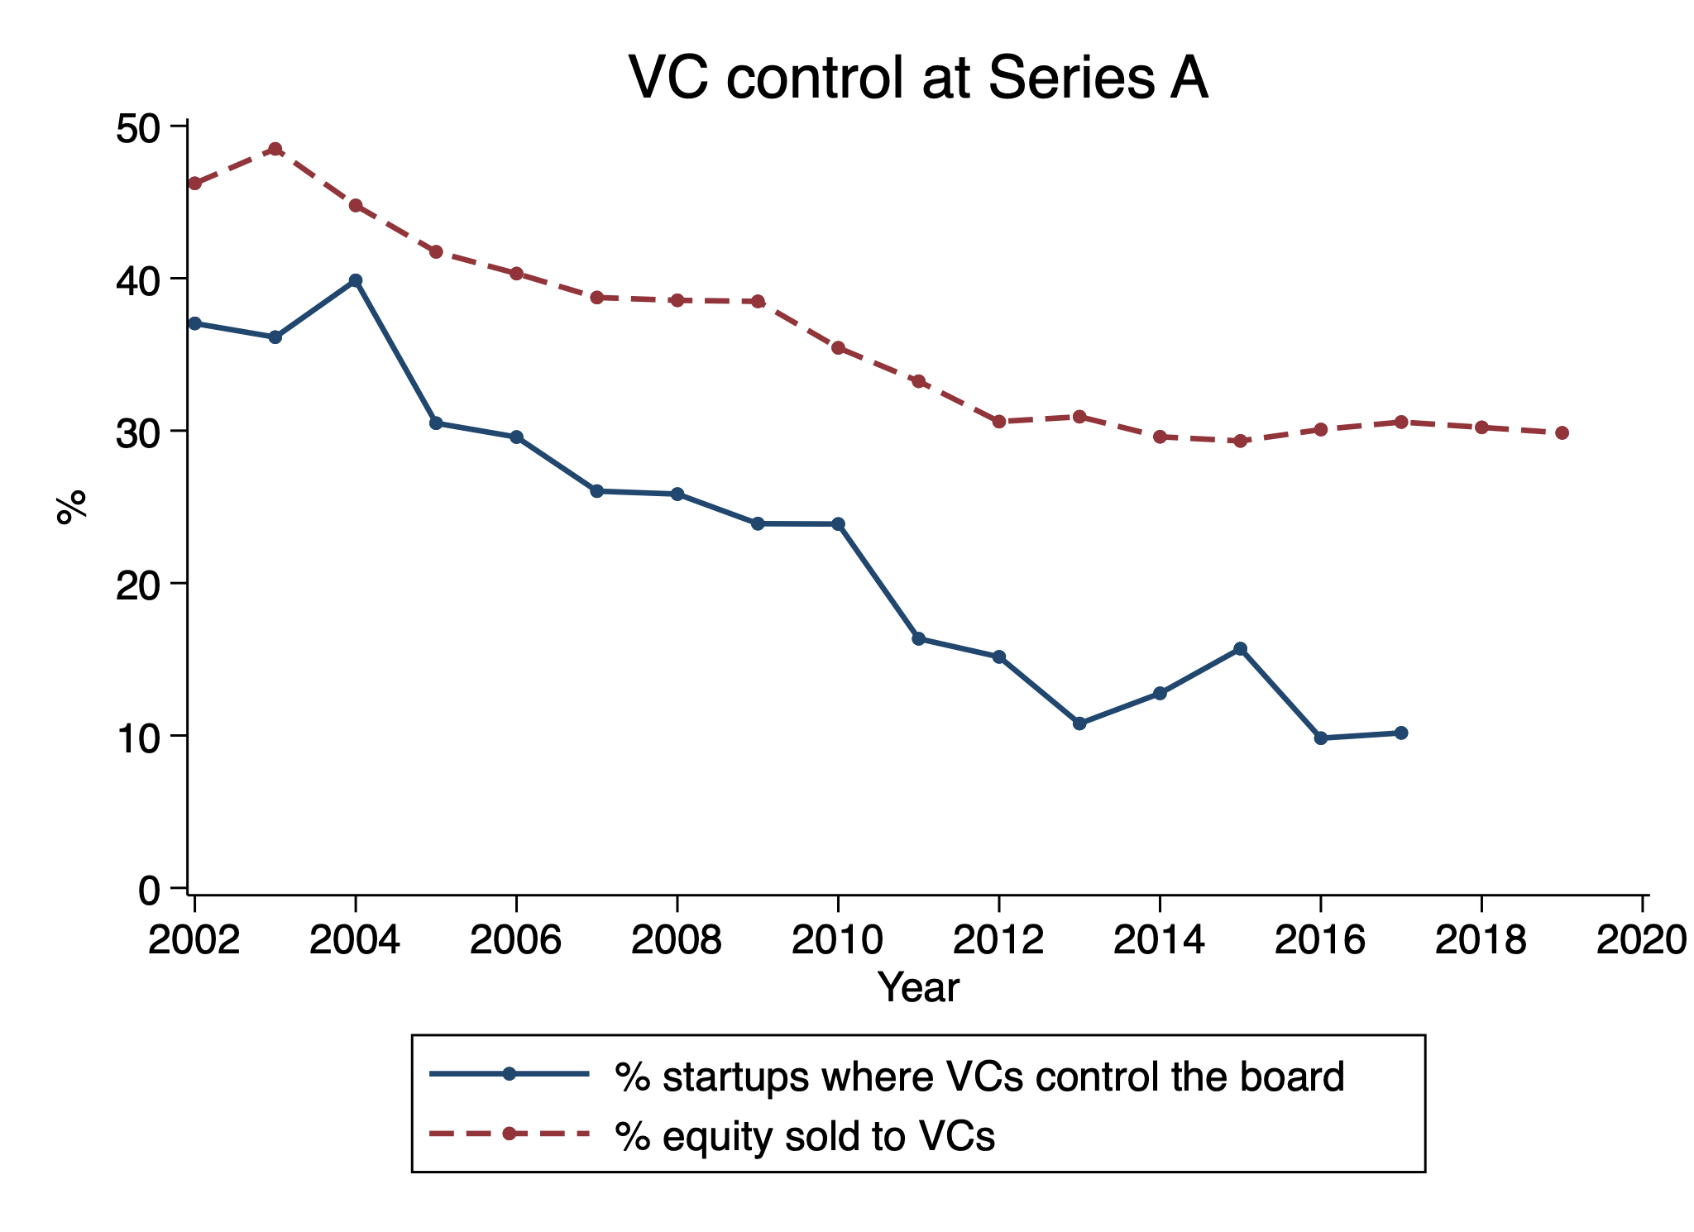 VC control at Series A
50
40
30
20
10
0
%
2002 2004 2006 2008 2010 2012 2014 2016 2018 2020
Year
% startups where VCs control the board
% equity sold to VCs